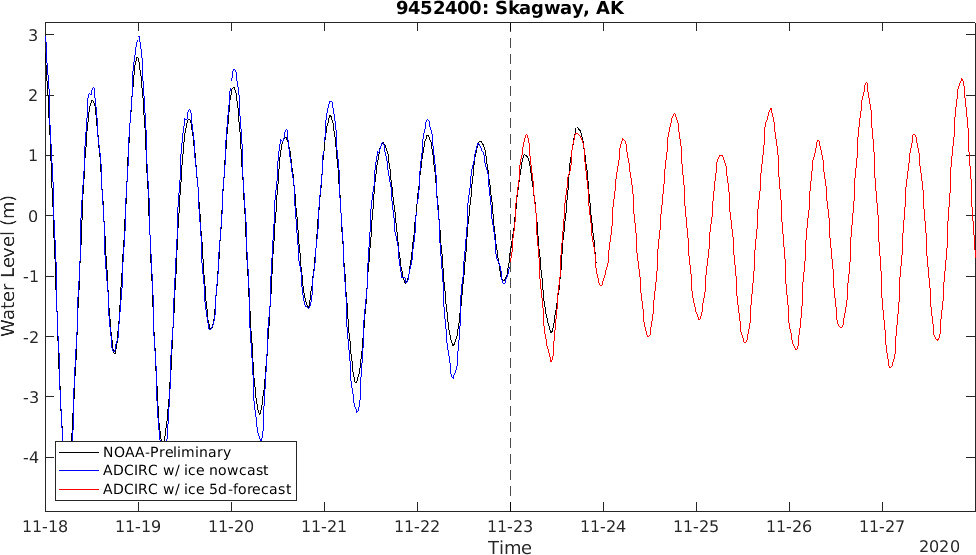 9452400: Skagway, AK
3
2
1
0
-1
-2
-3
-4
Water Level (m)
NOAA-Preliminary
ADCIRC w/ ice nowcast
ADCIRC w/ ice 5d-forecast
11-18 11-19 11-20 11-21 11-22 11-23 11-24 11-25 11-26 11-27
Time
2020